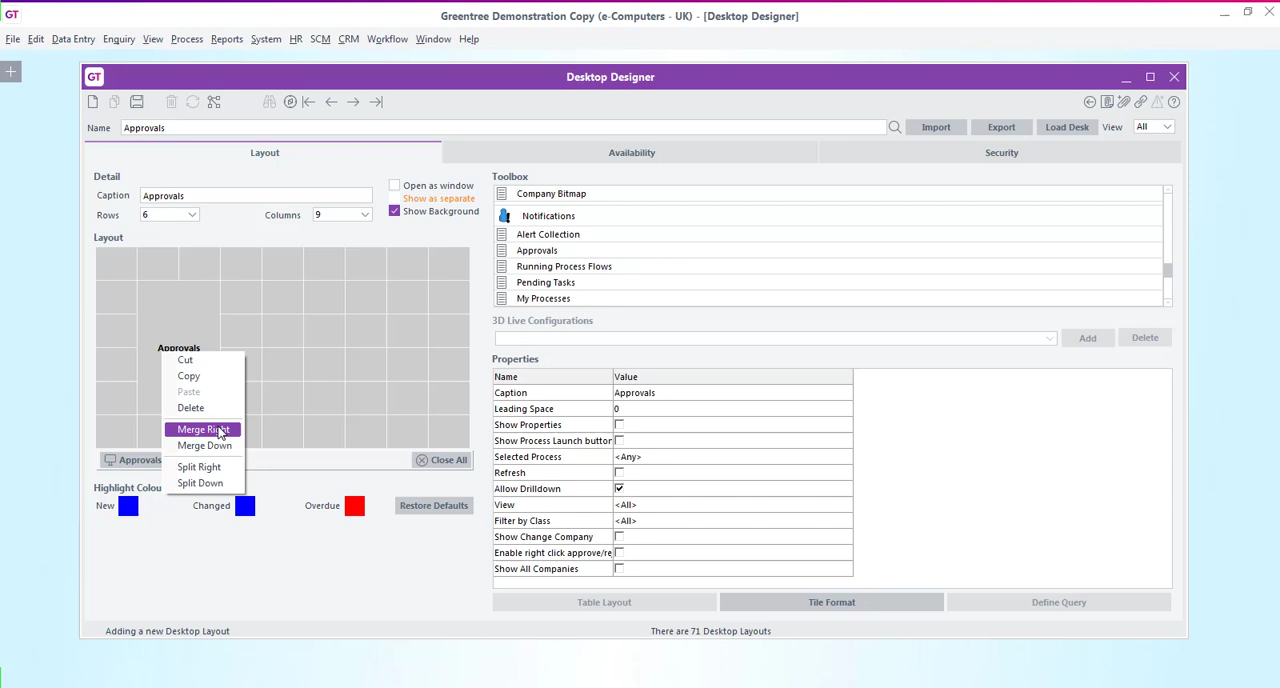 GT
Greentree Demonstration Copy (e-Computers - UK) - [Desktop Designer]
File Edit Data Entry Enquiry View Process Reports System HR SCM CRM Workflow Window Help
GT Desktop Designer
Name Approvals Import Export Load Desk View All
Layout Availability Security
Detail
Caption Approvals
Rows 6 Columns 9
Open as window
Show as separate
Show Background
Layout
Approvals
Cut
Copy
Paste
Delete
Merge Right
Merge Down
Split Right
Split Down
Approvals Close All
Highlight Colou
New Changed Overdue Restore Defaults
Toolbox
Company Bitmap
Notifications
Alert Collection
Approvals
Running Process Flows
Pending Tasks
My Processes
3D Live Configurations
Add Delete
Properties
Name Value
Caption Approvals
Leading Space 0
Show Properties
Show Process Launch button
Selected Process <Any>
Refresh
Allow Drilldown
View <All>
Filter by Class <All>
Show Change Company
Enable right click approve/re
Show All Companies
Table Layout Tile Format Define Query
Adding a new Desktop Layout There are 71 Desktop Layouts